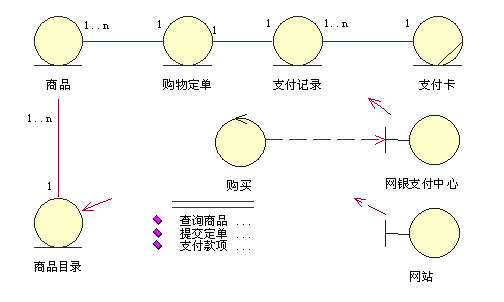 1..n 1 1 1 1..n 1
商品 购物定单 支付记录 支付卡
1..n
购买 网银支付中心
1
查询商品 ...
提交定单 ...
支付款项 ...
商品目录 网站